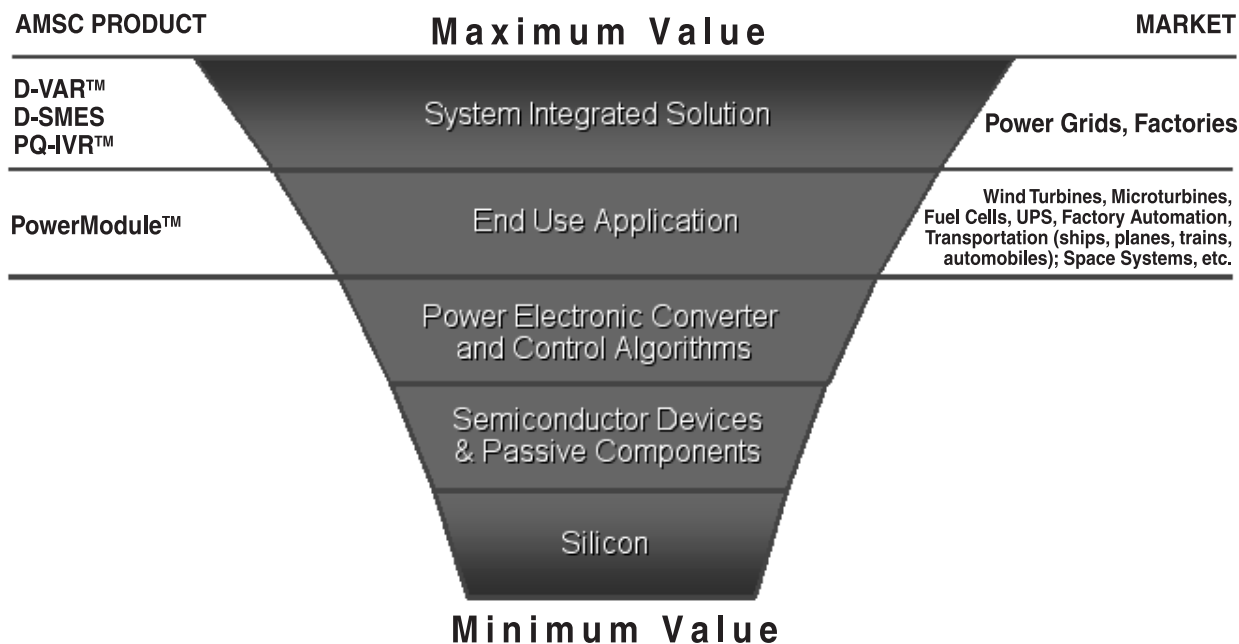 AMSC PRODUCT
Maximum Value
MARKET
D-VAR™
D-SMES
PQ-IVR™
System Integrated Solution
Power Grids, Factories
PowerModule™
End Use Application
Wind Turbines, Microturbines,
Fuel Cells, UPS, Factory Automation,
Transportation (ships, planes, trains,
automobiles); Space Systems, etc.
Power Electronic Converter
and Control Algorithms
Semiconductor Devices
& Passive Components
Silicon
Minimum Value